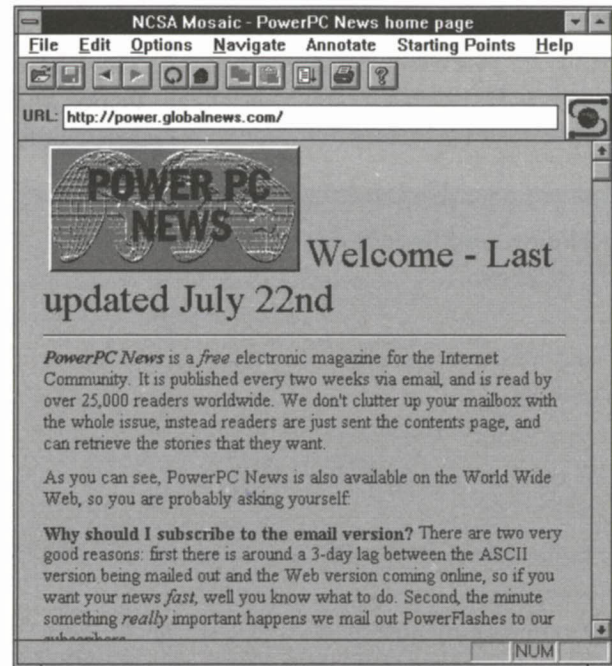 NCSA Mosaic - PowerPC News home page
File Edit Options Navigate Annotate Starting Points Help
URL: http://power.globalnews.com/
POWER PC
NEWS
Welcome - Last
updated July 22nd
PowerPC News is a free electronic magazine for the Internet
Community. It is published every two weeks via email, and is read by
over 25,000 readers worldwide. We don't clutter up your mailbox with
the whole issue, instead readers are just sent the contents page, and
can retrieve the stories that they want.
As you can see, PowerPC News is also available on the World Wide
Web, so you are probably asking yourself:
Why should I subscribe to the email version? There are two very
good reasons: first there is around a 3-day lag between the ASCII
version being mailed out and the Web version coming online, so if you
want your news fast, well you know what to do. Second, the minute
something really important happens we mail out PowerFlashes to our
NUM